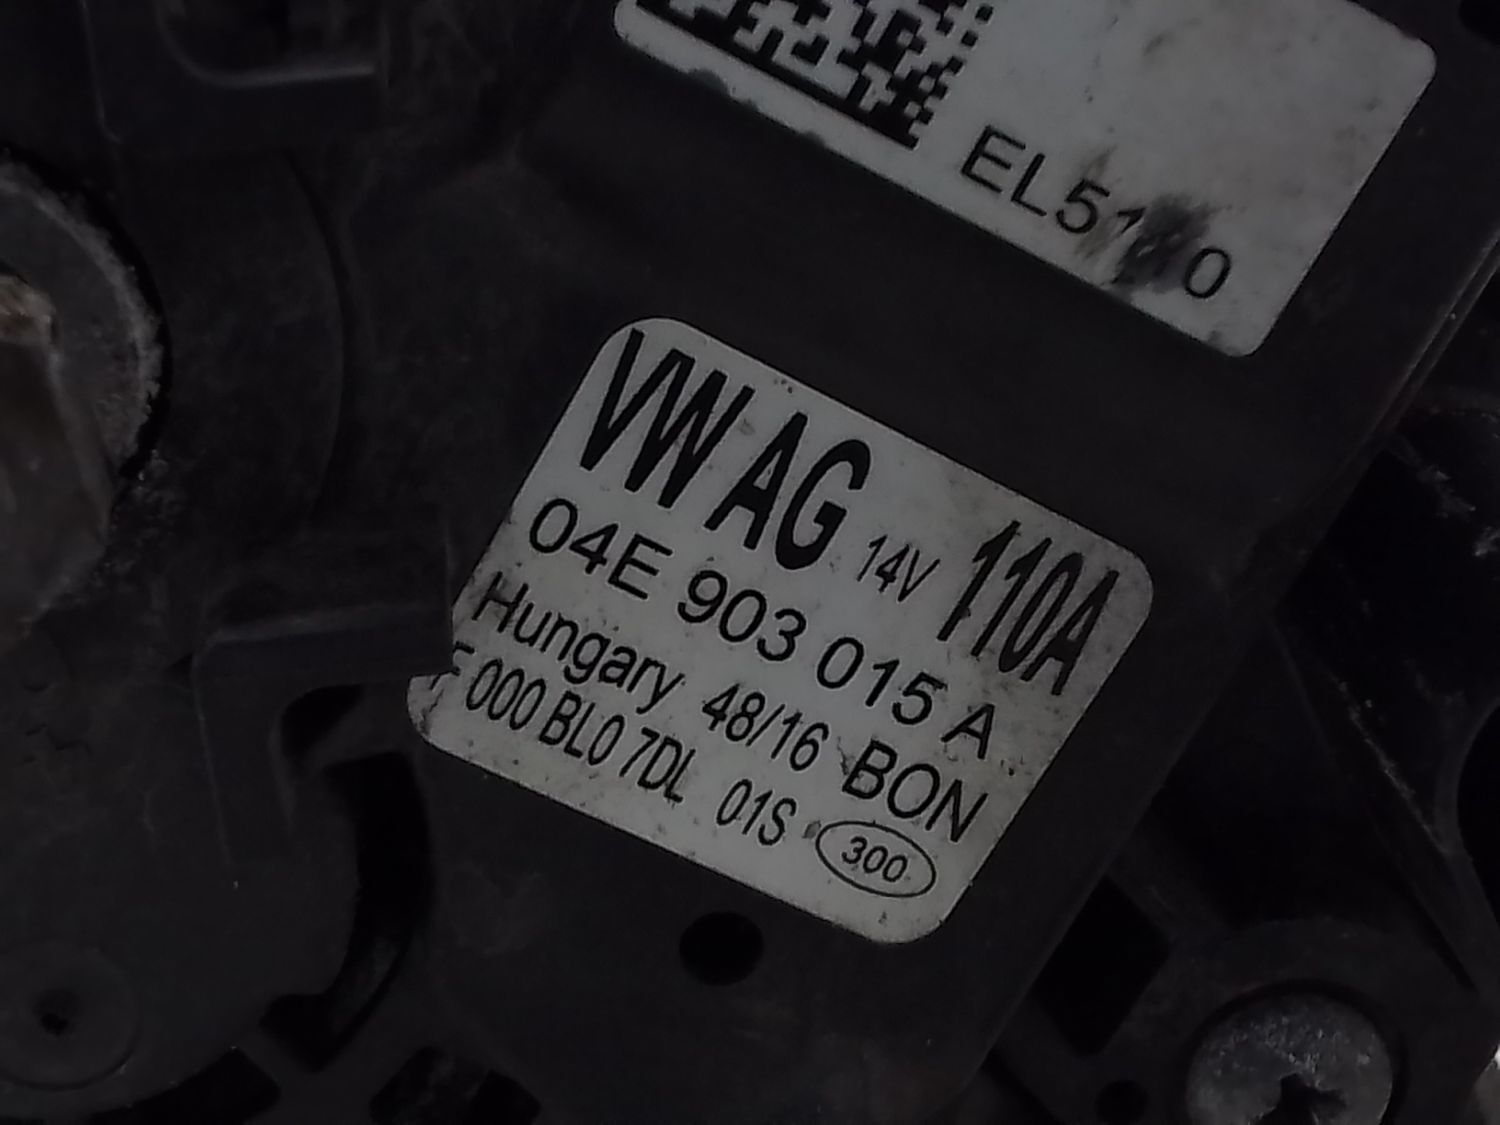 VW AG 14V 110A
04E 903 015 A
Hungary 48/16 BON
F 000 BL0 7DL 01S 300